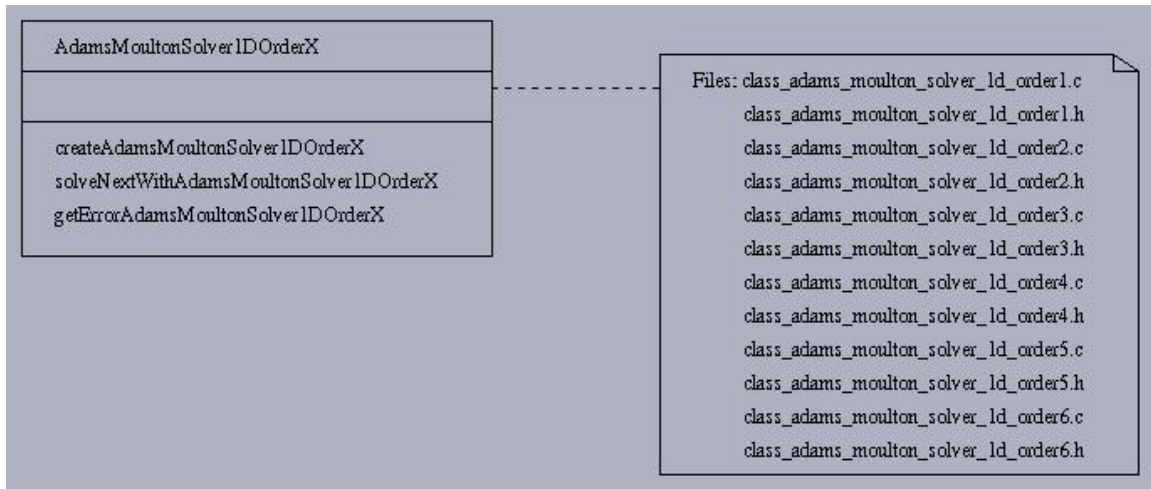 AdamsMoultonSolver1DOrderX
createAdamsMoultonSolver1DOrderX
solveNextWithAdamsMoultonSolver1DOrderX
getErrorAdamsMoultonSolver1DOrderX
Files: class_adams_moulton_solver_1d_order1.c
class_adams_moulton_solver_1d_order1.h
class_adams_moulton_solver_1d_order2.c
class_adams_moulton_solver_1d_order2.h
class_adams_moulton_solver_1d_order3.c
class_adams_moulton_solver_1d_order3.h
class_adams_moulton_solver_1d_order4.c
class_adams_moulton_solver_1d_order4.h
class_adams_moulton_solver_1d_order5.c
class_adams_moulton_solver_1d_order5.h
class_adams_moulton_solver_1d_order6.c
class_adams_moulton_solver_1d_order6.h